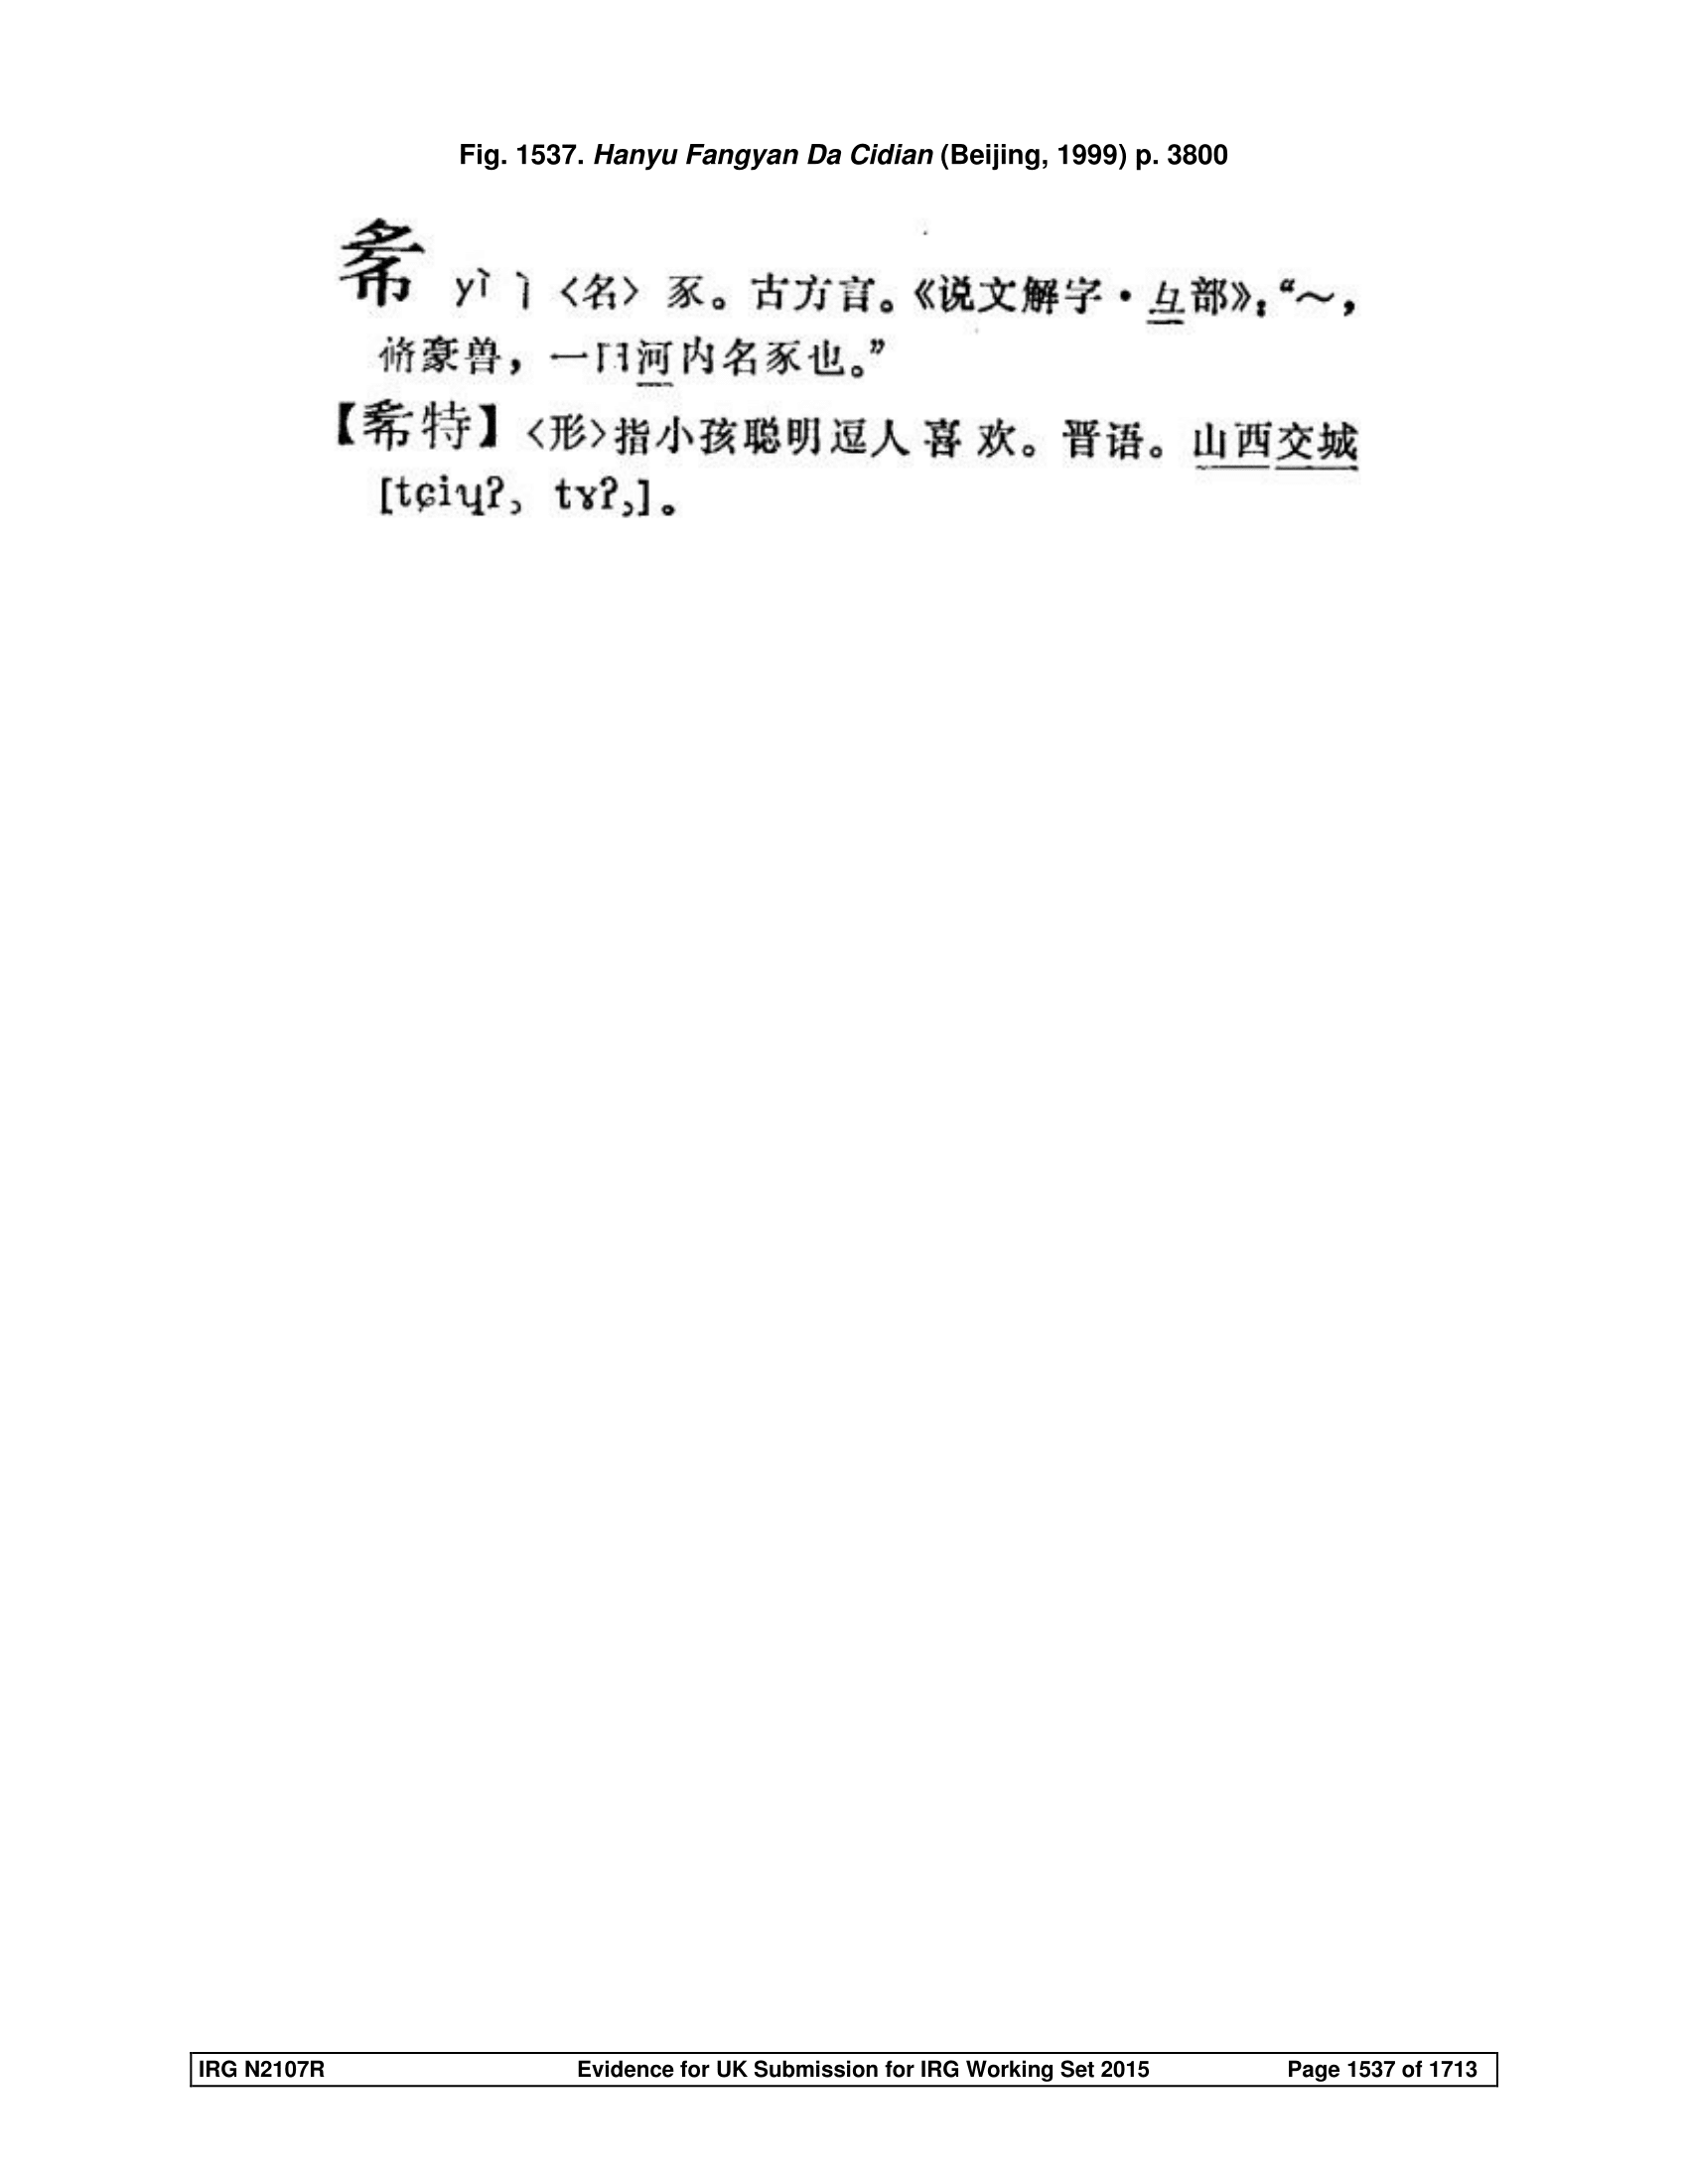 Fig. 1537. Hanyu Fangyan Da Cidian (Beijing, 1999) p. 3800
㣇 yì 〈名〉 豕。古方言。《说文解字·彑部》：“～，
脩豪兽，一曰河内名豕也。”
【㣇特】〈形〉指小孩聪明逗人喜欢。晋语。山西交城
[tɕiɥʔ˒ tɤʔ˒]。
IRG N2107R Evidence for UK Submission for IRG Working Set 2015 Page 1537 of 1713